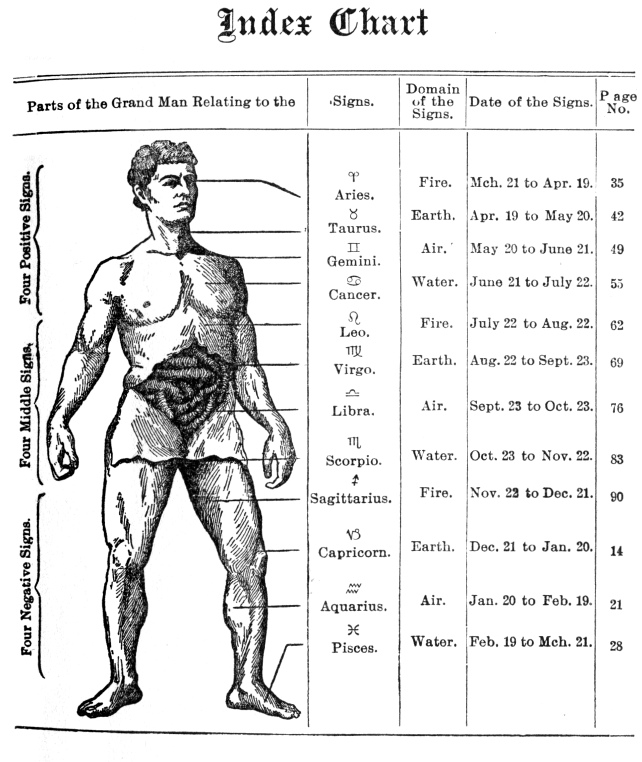 Index Chart
Parts of the Grand Man Relating to the
Signs.
Domain
of the
Signs.
Date of the Signs.
Page
No.
Four Positive Signs.
Four Middle Signs,
Four Negative Signs.
♈
Aries.
Fire.
Mch. 21 to Apr. 19.
35
♉
Taurus.
Earth.
Apr. 19 to May 20.
42
♊
Gemini.
Air.
May 20 to June 21.
49
♋
Cancer.
Water.
June 21 to July 22.
55
♌
Leo.
Fire.
July 22 to Aug. 22.
62
♍
Virgo.
Earth.
Aug. 22 to Sept. 23.
69
♎
Libra.
Air.
Sept. 23 to Oct. 23.
76
♏
Scorpio.
Water.
Oct. 23 to Nov. 22.
83
♐
Sagittarius.
Fire.
Nov. 22 to Dec. 21.
90
♑
Capricorn.
Earth.
Dec. 21 to Jan. 20.
14
♒
Aquarius.
Air.
Jan. 20 to Feb. 19.
21
♓
Pisces.
Water.
Feb. 19 to Mch. 21.
28